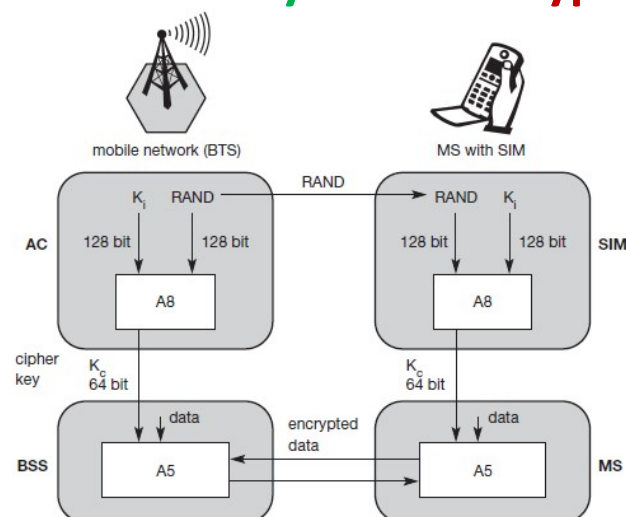 mobile network (BTS)
MS with SIM
RAND
Ki RAND
RAND Ki
AC
128 bit
128 bit
128 bit
128 bit
SIM
A8
A8
cipher
key
Kc
64 bit
Kc
64 bit
data
encrypted
data
data
BSS
A5
A5
MS